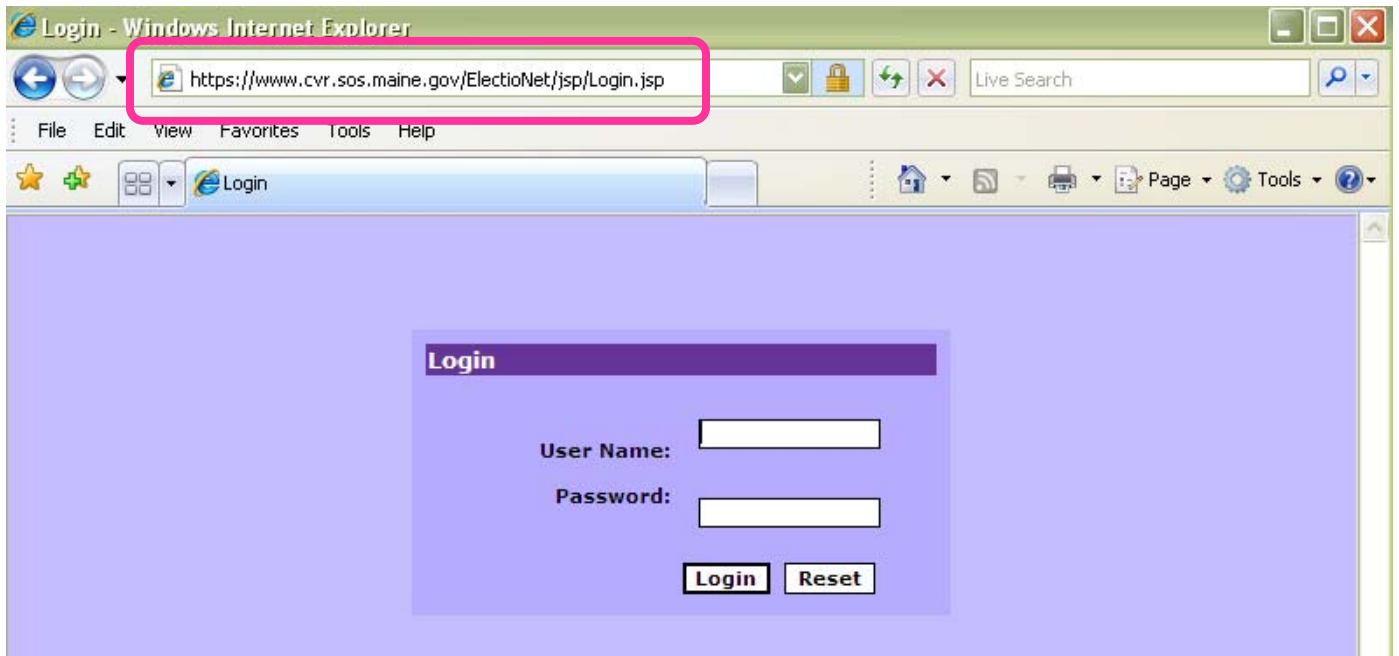 Login - Windows Internet Explorer
https://www.cvr.sos.maine.gov/ElectioNet/jsp/Login.jsp
Live Search
File Edit View Favorites Tools Help
Login
Page Tools
Login
User Name:
Password:
Login Reset